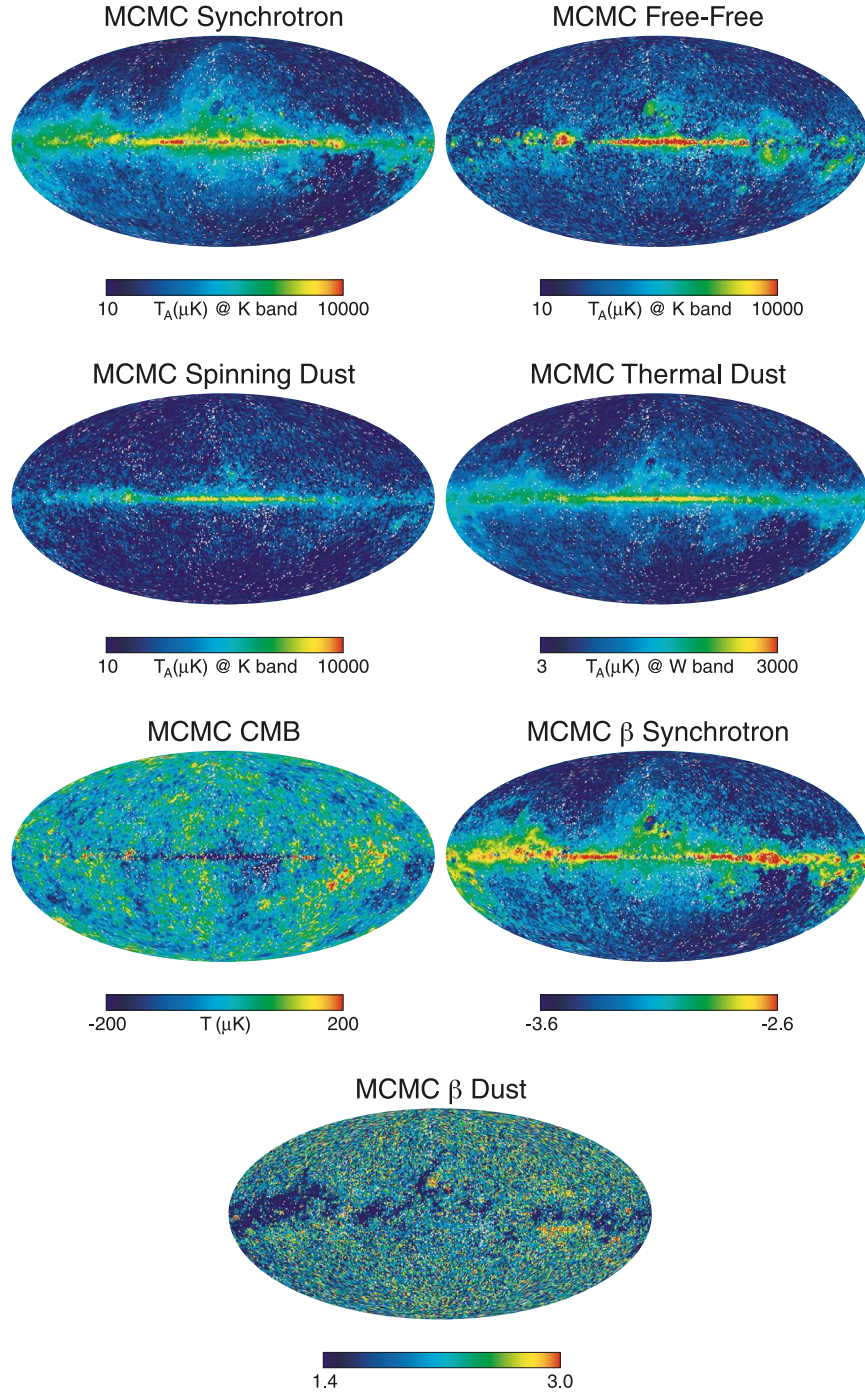 MCMC Synchrotron
MCMC Free-Free
10 T_A(μK) @ K band 10000
10 T_A(μK) @ K band 10000
MCMC Spinning Dust
MCMC Thermal Dust
10 T_A(μK) @ K band 10000
3 T_A(μK) @ W band 3000
MCMC CMB
MCMC β Synchrotron
-200 T (μK) 200
-3.6 -2.6
MCMC β Dust
1.4 3.0